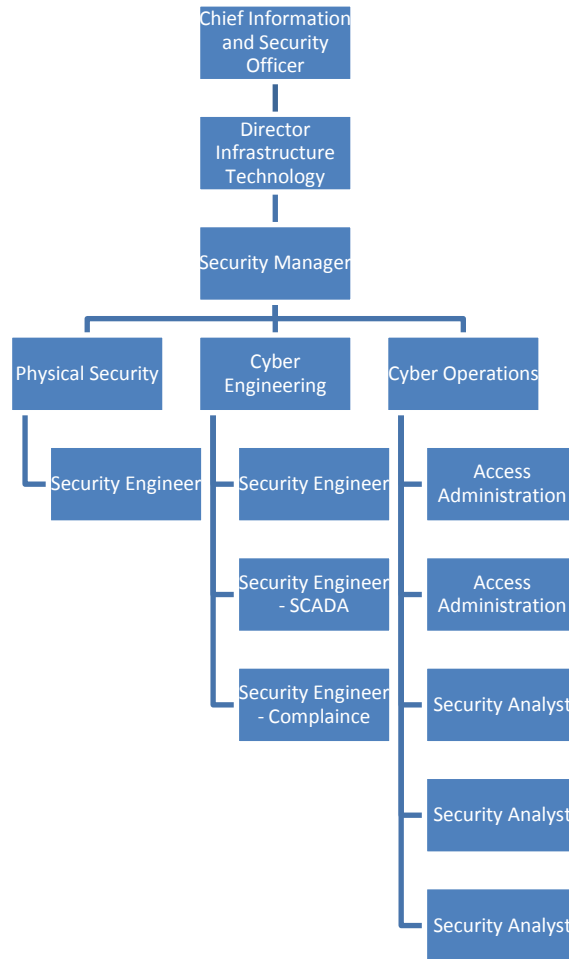 Chief Information
and Security
Officer
Director
Infrastructure
Technology
Security Manager
Physical Security
Cyber
Engineering
Cyber Operations
Security Engineer
Security Engineer
Access
Administration
Security Engineer
- SCADA
Access
Administration
Security Engineer
- Complaince
Security Analyst
Security Analyst
Security Analyst